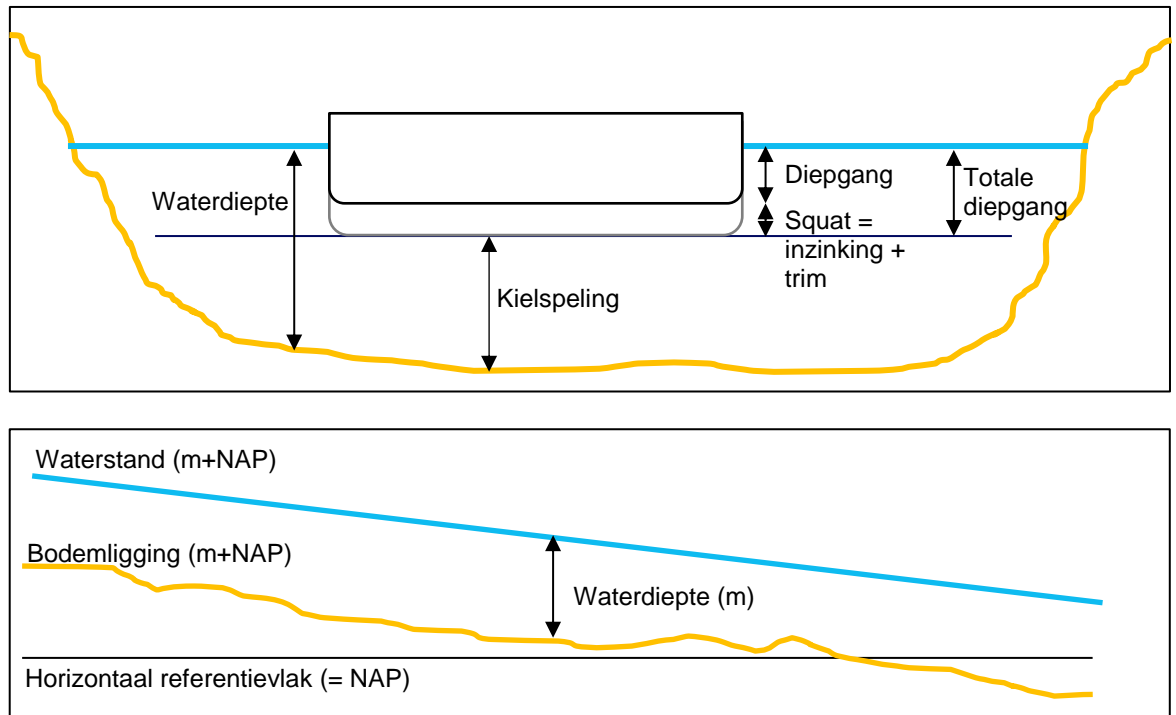 Waterdiepte
Diepgang
Squat =
inzinking +
trim
Totale
diepgang
Kielspeling
Waterstand (m+NAP)
Bodemligging (m+NAP)
Waterdiepte (m)
Horizontaal referentievlak (= NAP)